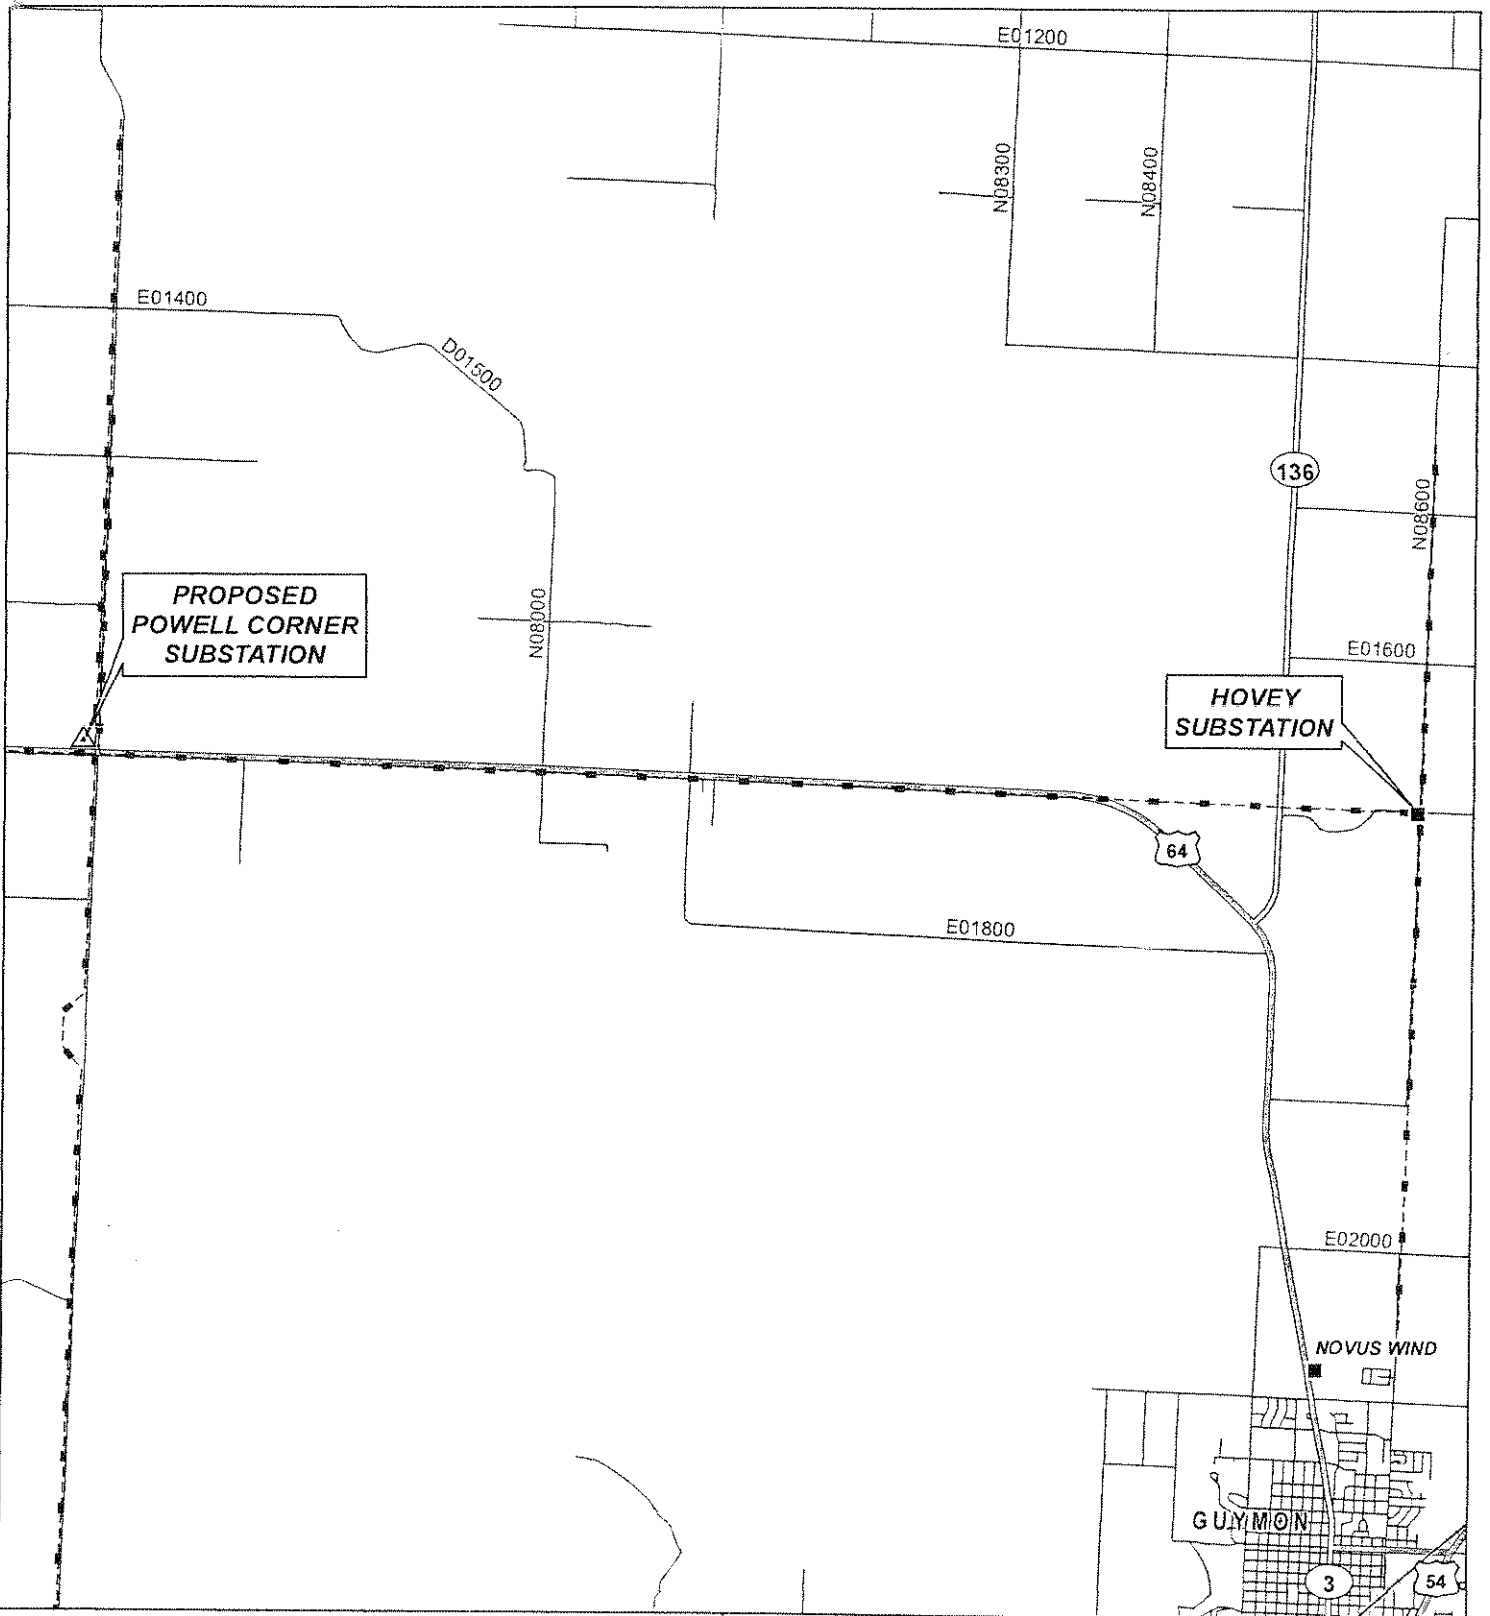 E01200
N08300
N08400
E01400
D01500
136
N08600
PROPOSED
POWELL CORNER
SUBSTATION
N08000
E01600
HOVEY
SUBSTATION
64
E01800
E02000
NOVUS WIND
GUYMON
3
54